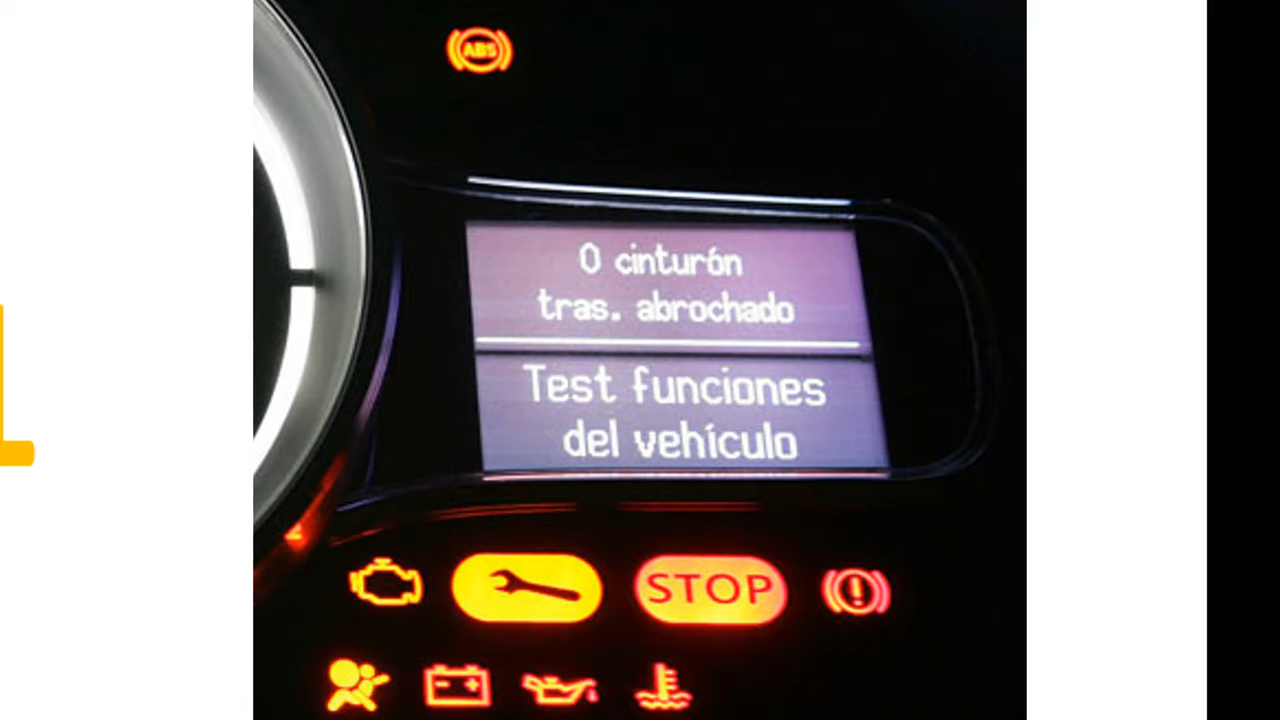 ABS
0 cinturón
tras. abrochado
Test funciones
del vehículo
STOP